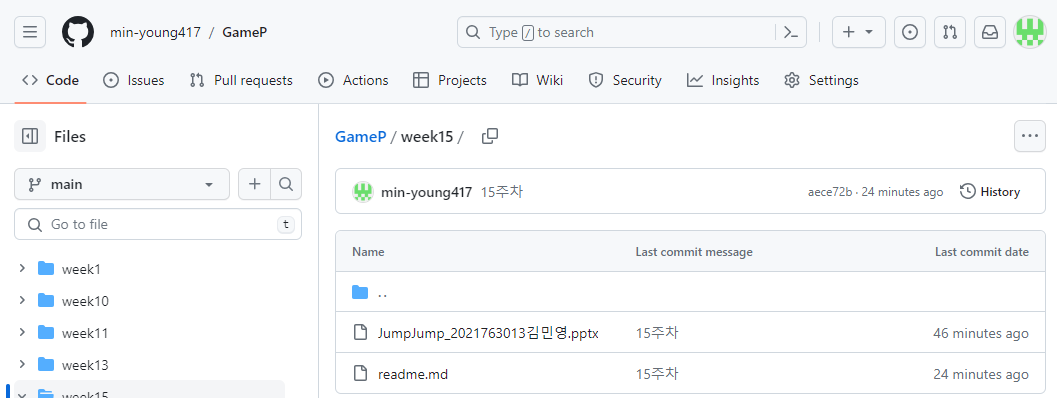 min-young417 / GameP Type / to search
Code Issues Pull requests Actions Projects Wiki Security Insights Settings
Files
main
Go to file t
week1
week10
week11
week13
week15
GameP / week15 /
min-young417 15주차 aece72b · 24 minutes ago History
Name Last commit message Last commit date
..
JumpJump_2021763013김민영.pptx 15주차 46 minutes ago
readme.md 15주차 24 minutes ago